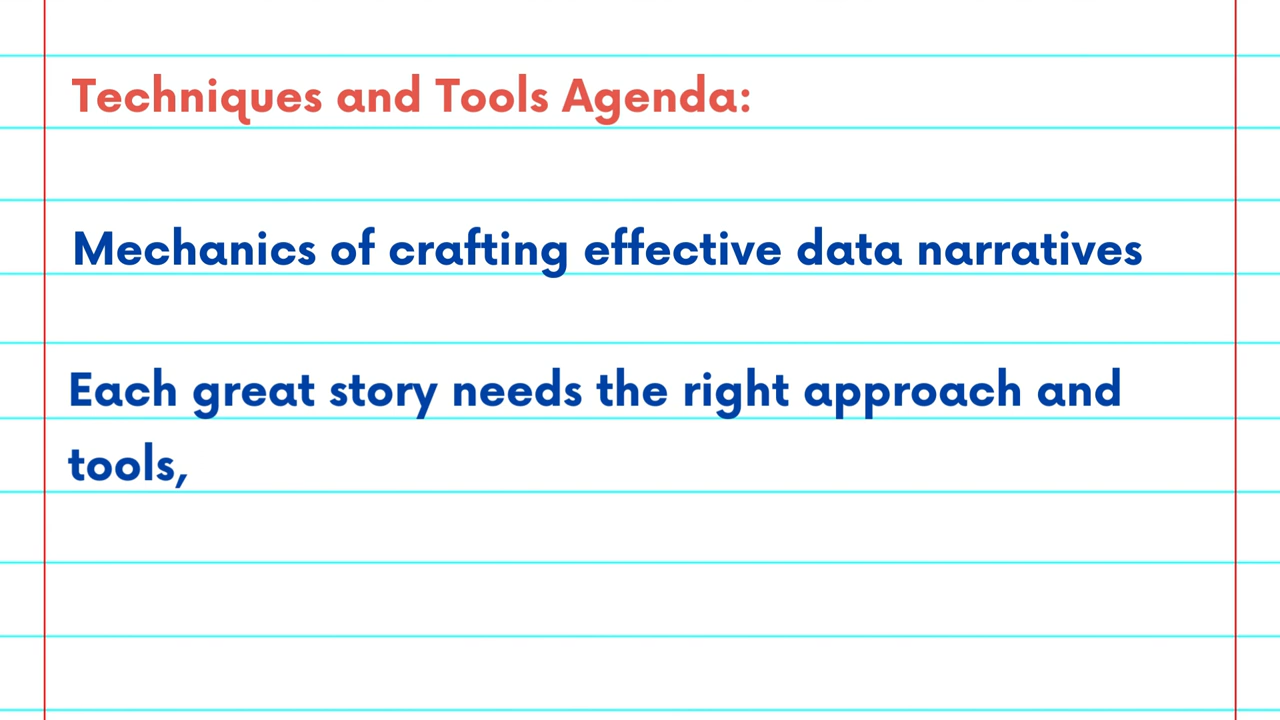 Techniques and Tools Agenda:
Mechanics of crafting effective data narratives
Each great story needs the right approach and
tools,